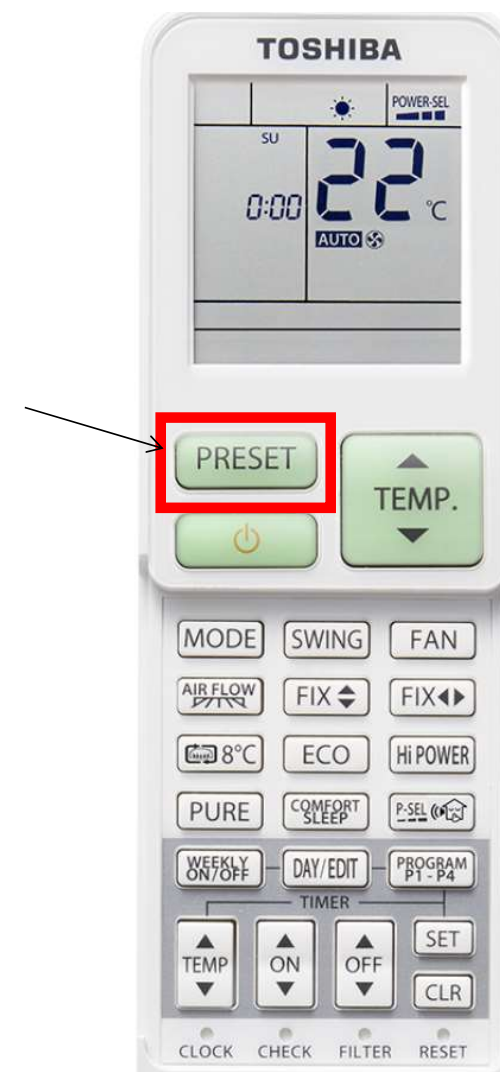 TOSHIBA
POWER-SEL
SU
22 °C
0:00
AUTO
PRESET
TEMP.
MODE SWING FAN
AIR FLOW FIX FIX
8°C ECO Hi POWER
PURE COMFORT SLEEP P-SEL
WEEKLY ON/OFF DAY/EDIT PROGRAM P1 - P4
TIMER
TEMP ON OFF SET
CLR
CLOCK CHECK FILTER RESET